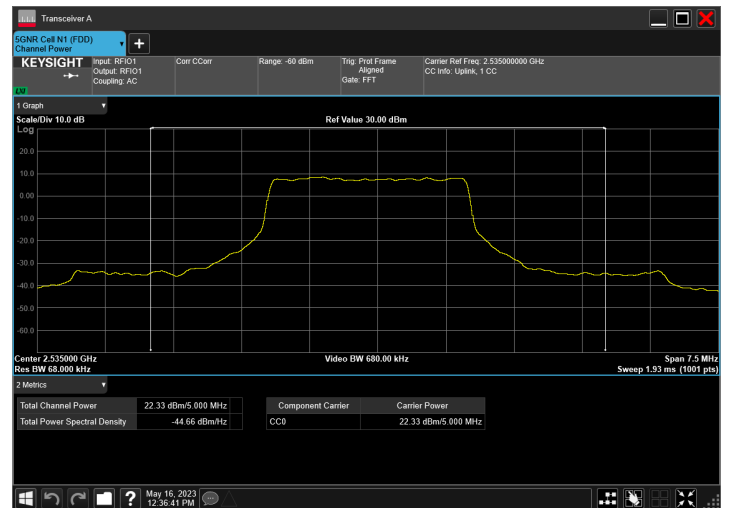 Transceiver A
5GNR Cell N1 (FDD)
Channel Power
KEYSIGHT
LXI
Input: RFIO1
Output: RFIO1
Coupling: AC
Corr CCorr
Range: -60 dBm
Trig: Prot Frame
Aligned
Gate: FFT
Carrier Ref Freq: 2.535000000 GHz
CC Info: Uplink, 1 CC
1 Graph
Scale/Div 10.0 dB
Ref Value 30.00 dBm
Log
20.0
10.0
0.00
-10.0
-20.0
-30.0
-40.0
-50.0
-60.0
Center 2.535000 GHz
Video BW 680.00 kHz
Span 7.5 MHz
Res BW 68.000 kHz
Sweep 1.93 ms (1001 pts)
2 Metrics
Total Channel Power 22.33 dBm/5.000 MHz
Total Power Spectral Density -44.66 dBm/Hz
Component Carrier Carrier Power
CC0 22.33 dBm/5.000 MHz
?
May 16, 2023
12:36:41 PM